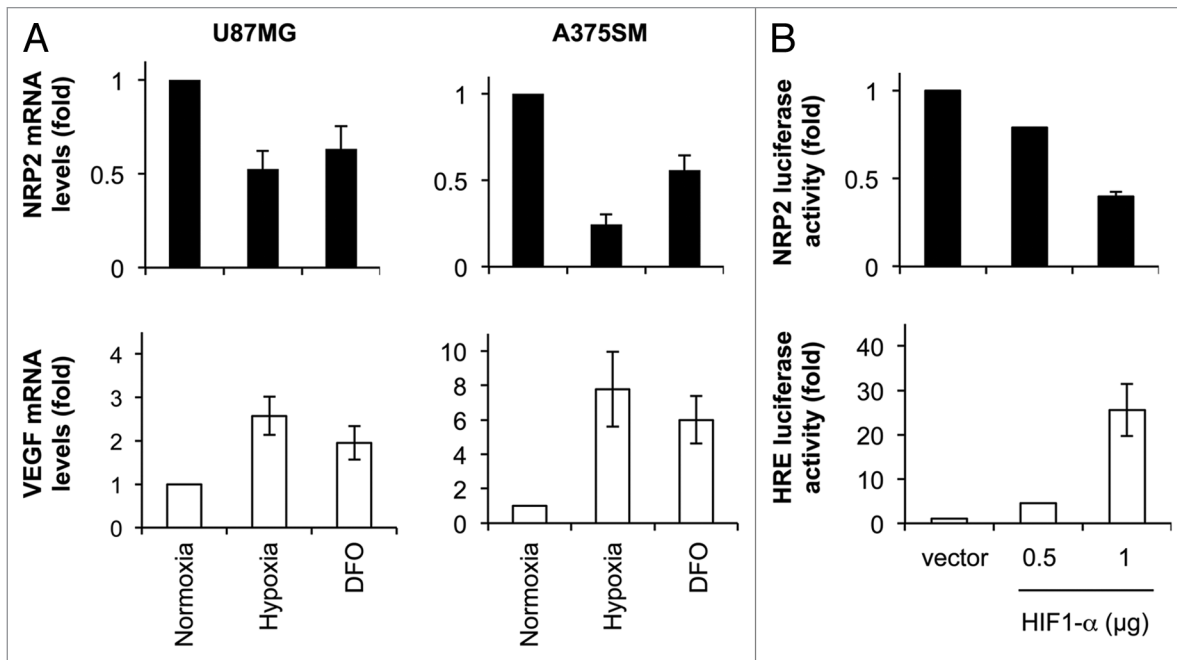 A
U87MG
A375SM
B
NRP2 mRNA
levels (fold)
1
0.5
0
1
0.5
0
NRP2 luciferase
activity (fold)
1
0.5
0
VEGF mRNA
levels (fold)
4
3
2
1
0
Normoxia
Hypoxia
DFO
10
8
6
4
2
0
Normoxia
Hypoxia
DFO
HRE luciferase
activity (fold)
40
30
20
10
0
vector
0.5
1
HIF1-α (µg)